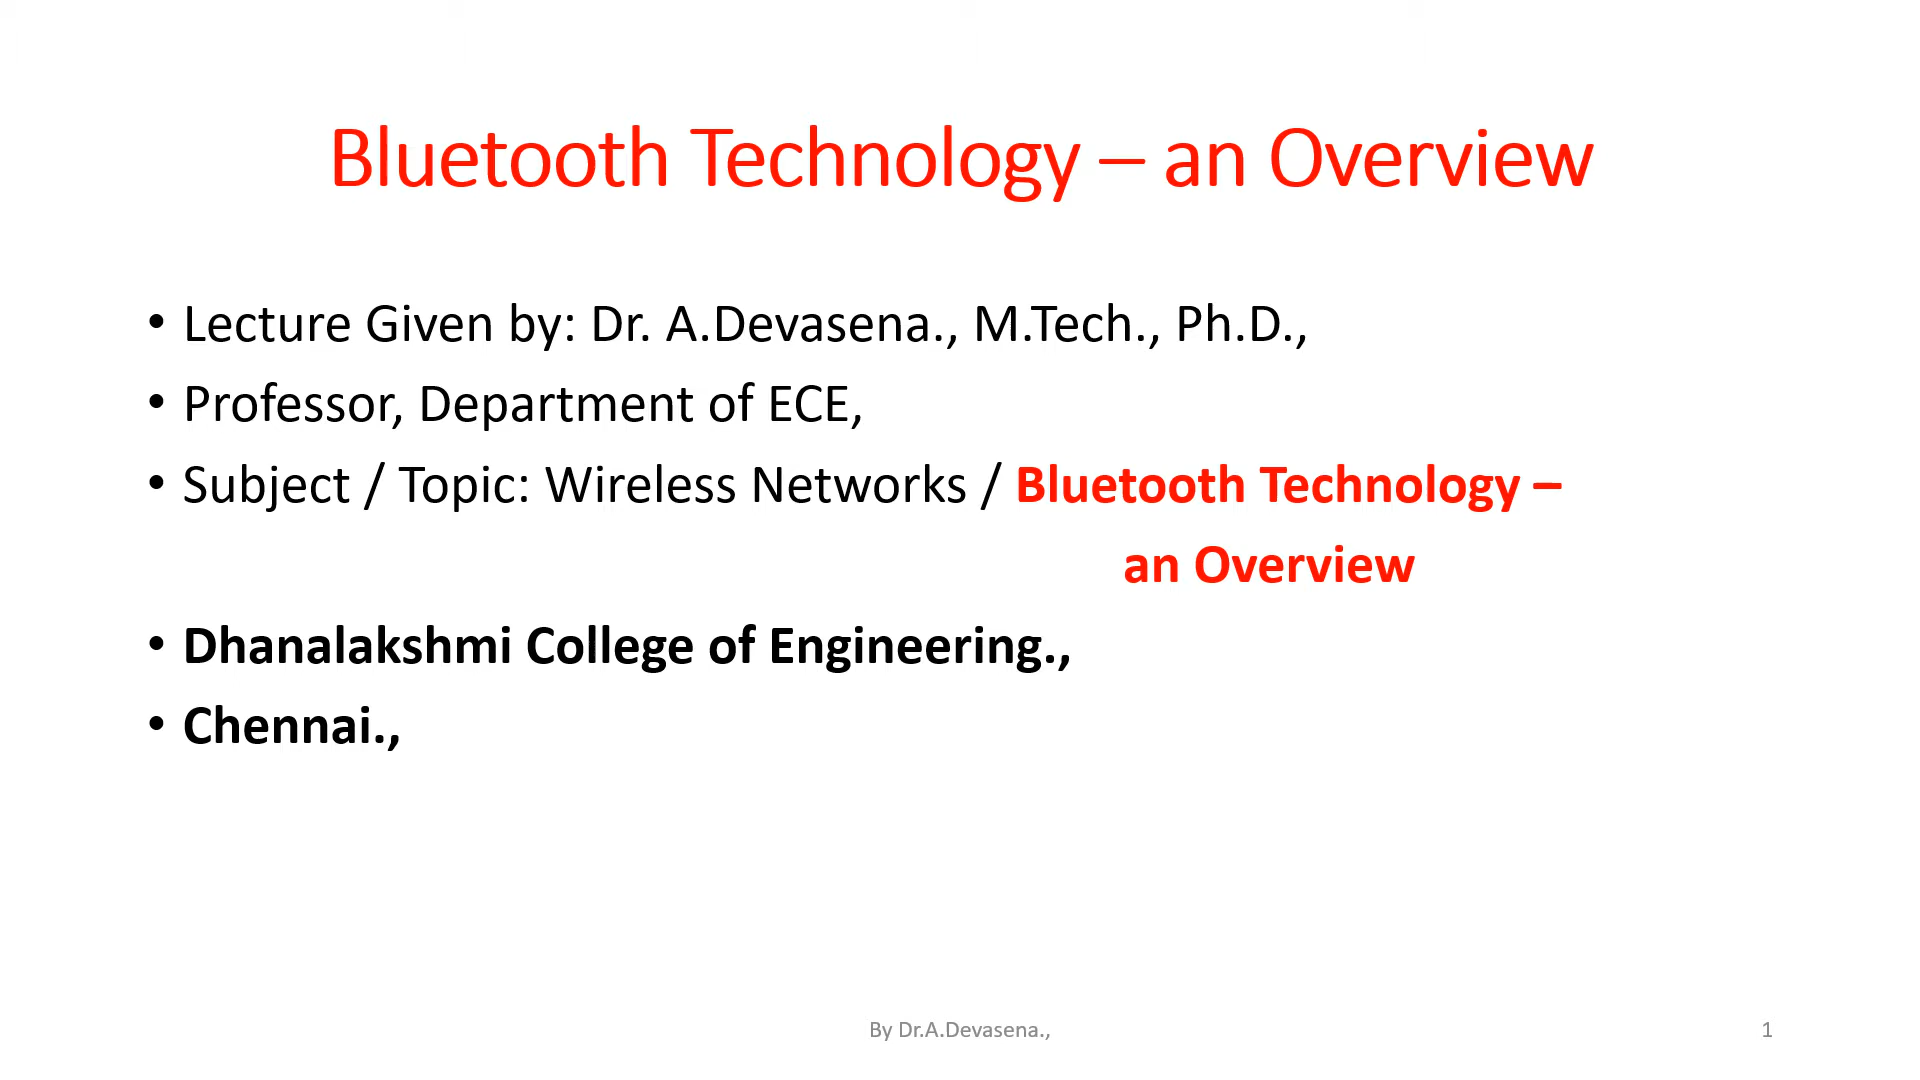 Bluetooth Technology – an Overview
• Lecture Given by: Dr. A.Devasena., M.Tech., Ph.D.,
• Professor, Department of ECE,
• Subject / Topic: Wireless Networks / Bluetooth Technology –
an Overview
• Dhanalakshmi College of Engineering.,
• Chennai.,
By Dr.A.Devasena.,
1